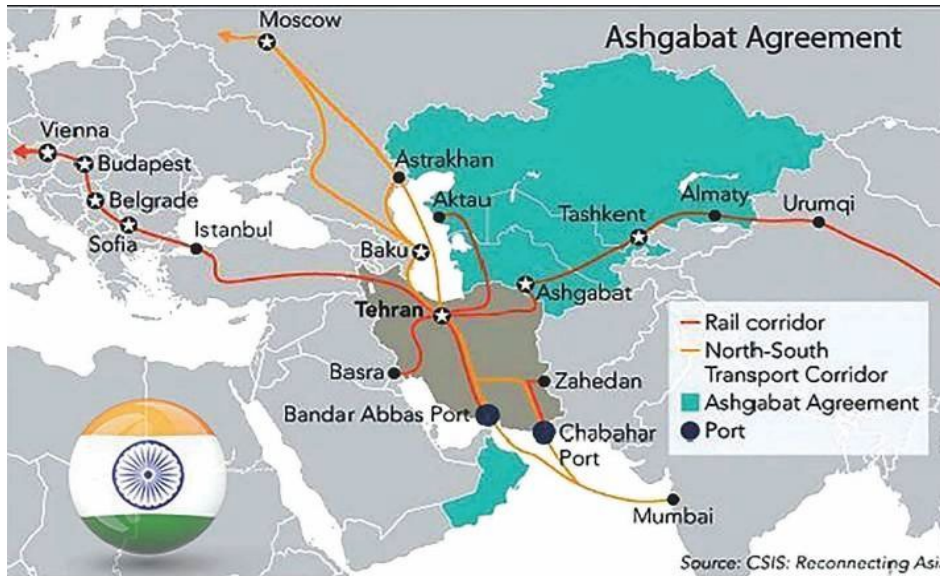 Ashgabat Agreement
Moscow
Vienna
Budapest
Belgrade
Sofia
Istanbul
Astrakhan
Aktau
Baku
Tashkent
Almaty
Urumqi
Ashgabat
Tehran
Basra
Zahedan
Bandar Abbas Port
Chabahar
Port
Mumbai
Rail corridor
North-South
Transport Corridor
Ashgabat Agreement
Port
Source: CSIS: Reconnecting Asi